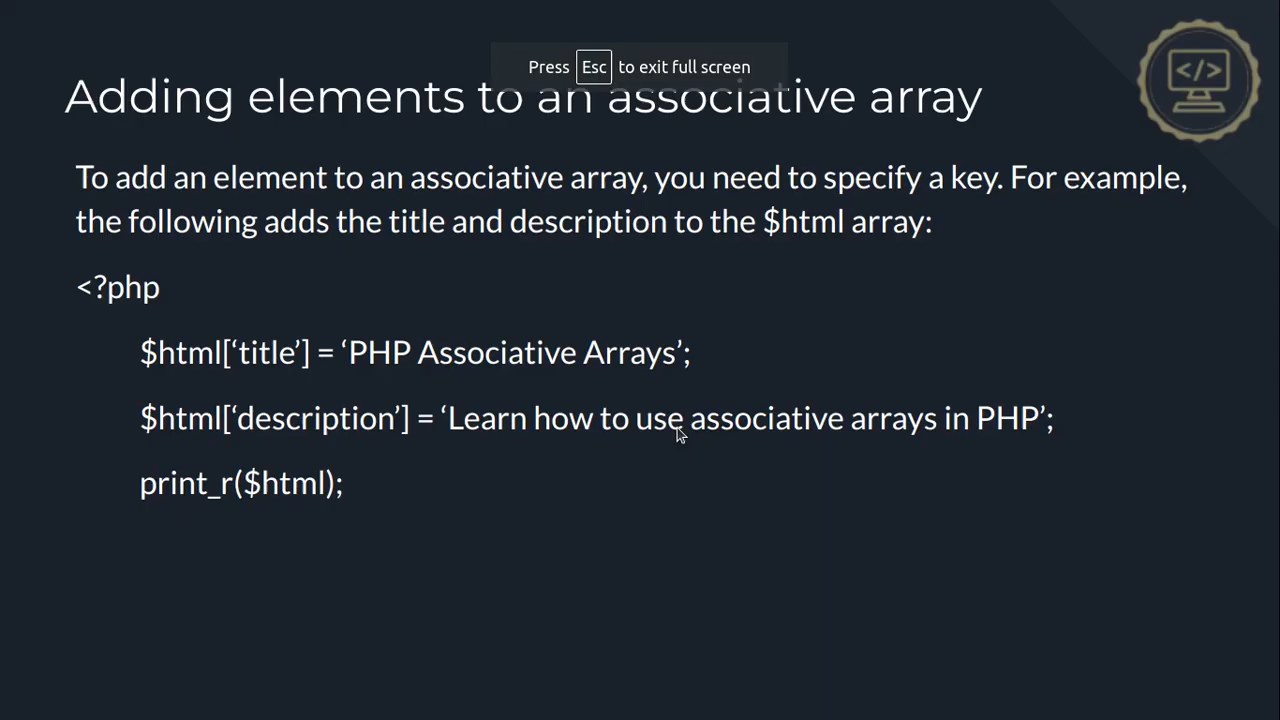 Press Esc to exit full screen
Adding elements to an associative array
To add an element to an associative array, you need to specify a key. For example,
the following adds the title and description to the $html array:
<?php
$html[‘title’] = ‘PHP Associative Arrays’;
$html[‘description’] = ‘Learn how to use associative arrays in PHP’;
print_r($html);